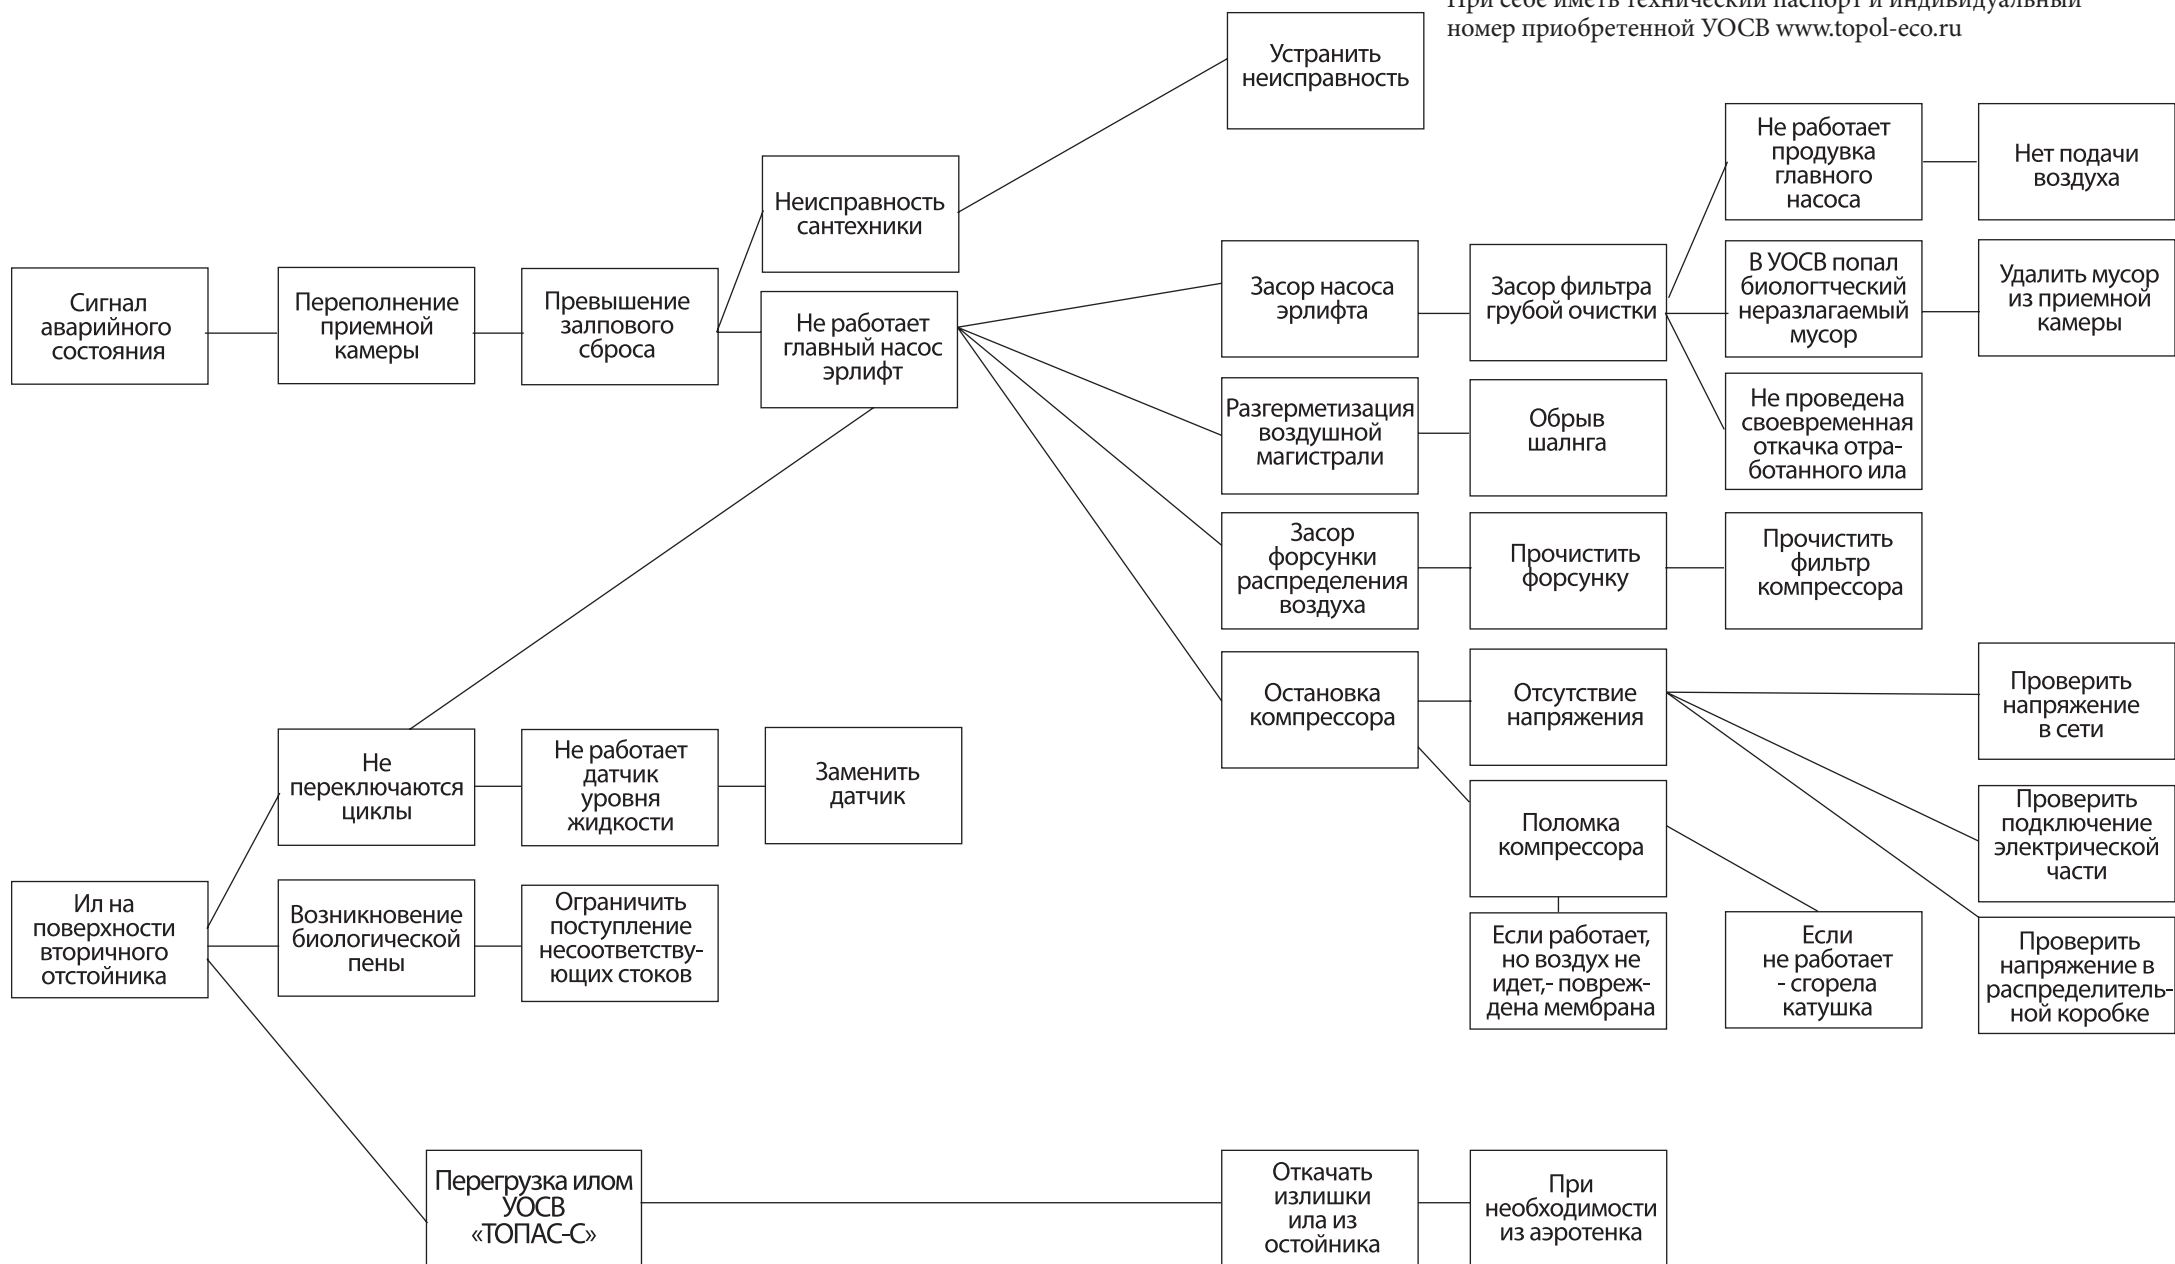 При себе иметь технический паспорт и индивидуальный
номер приобретенной УОСВ www.topol-eco.ru
Устранить
неисправность
Не работает
продувка
главного
насоса
Нет подачи
воздуха
Неисправность
сантехники
Сигнал
аварийного
состояния
Переполнение
приемной
камеры
Превышение
залпового
сброса
Не работает
главный насос
эрлифт
Засор насоса
эрлифта
Засор фильтра
грубой очистки
В УОСВ попал
биологтческий
неразлагаемый
мусор
Удалить мусор
из приемной
камеры
Разгерметизация
воздушной
магистрали
Обрыв
шалнга
Не проведена
своевременная
откачка отра-
ботанного ила
Засор
форсунки
распределения
воздуха
Прочистить
форсунку
Прочистить
фильтр
компрессора
Остановка
компрессора
Отсутствие
напряжения
Проверить
напряжение
в сети
Не
переключаются
циклы
Не работает
датчик
уровня
жидкости
Заменить
датчик
Поломка
компрессора
Проверить
подключение
электрической
части
Ил на
поверхности
вторичного
отстойника
Возникновение
биологической
пены
Ограничить
поступление
несоответству-
ющих стоков
Если работает,
но воздух не
идет,- повреж-
дена мембрана
Если
не работает
- сгорела
катушка
Проверить
напряжение в
распределитель-
ной коробке
Перегрузка илом
УОСВ
«ТОПАС-С»
Откачать
излишки
ила из
остойника
При
необходимости
из аэротенка